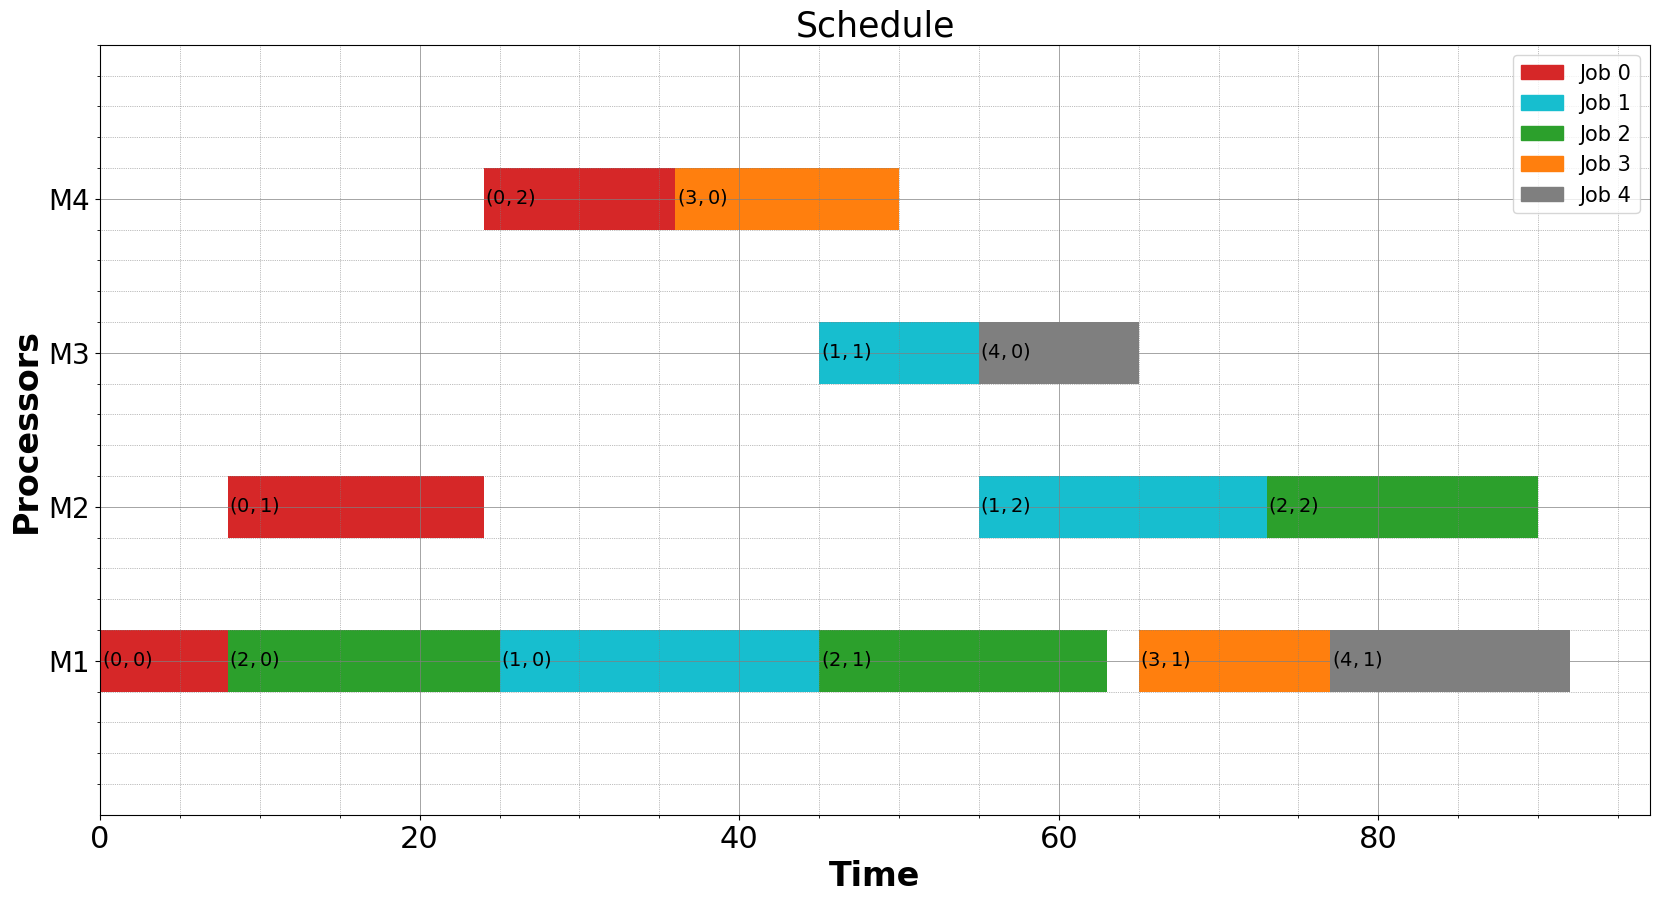 Schedule
Job 0
Job 1
Job 2
Job 3
Job 4
M4
(0, 2)
(3, 0)
M3
(1, 1)
(4, 0)
M2
(0, 1)
(1, 2)
(2, 2)
M1
(0, 0)
(2, 0)
(1, 0)
(2, 1)
(3, 1)
(4, 1)
Processors
0
20
40
60
80
Time